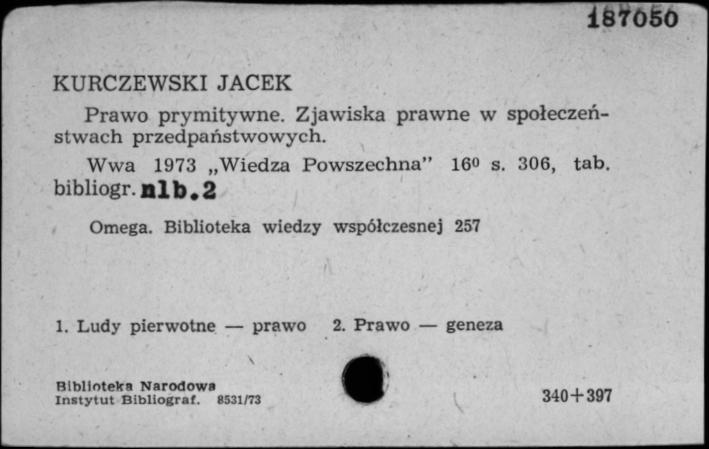 187050
KURCZEWSKI JACEK
Prawo prymitywne. Zjawiska prawne w społeczeń-
stwach przedpaństwowych.
Wwa 1973 „Wiedza Powszechna” 16⁰ s. 306, tab.
bibliogr. nlb.2
Omega. Biblioteka wiedzy współczesnej 257
1. Ludy pierwotne — prawo 2. Prawo — geneza
Biblioteka Narodowa
Instytut Bibliograf. 8531/73
340+397